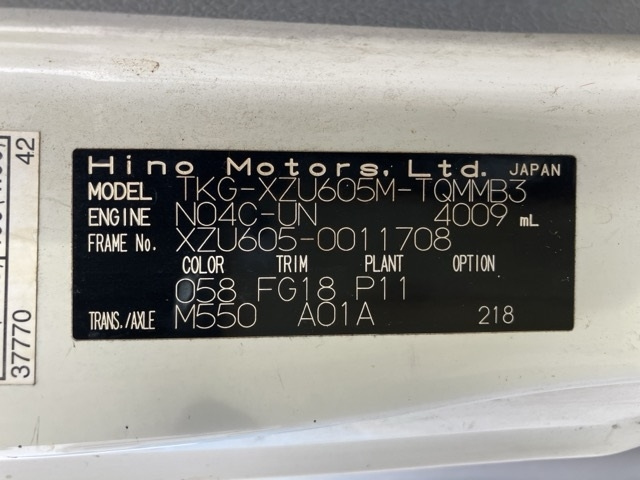 Hino Motors, Ltd. JAPAN
MODEL TKG-XZU605M-TQMMB3
ENGINE N04C-UN 4009 mL
FRAME No. XZU605-0011708
COLOR TRIM PLANT OPTION
058 FG18 P11
TRANS./AXLE M550 A01A 218
42
37770